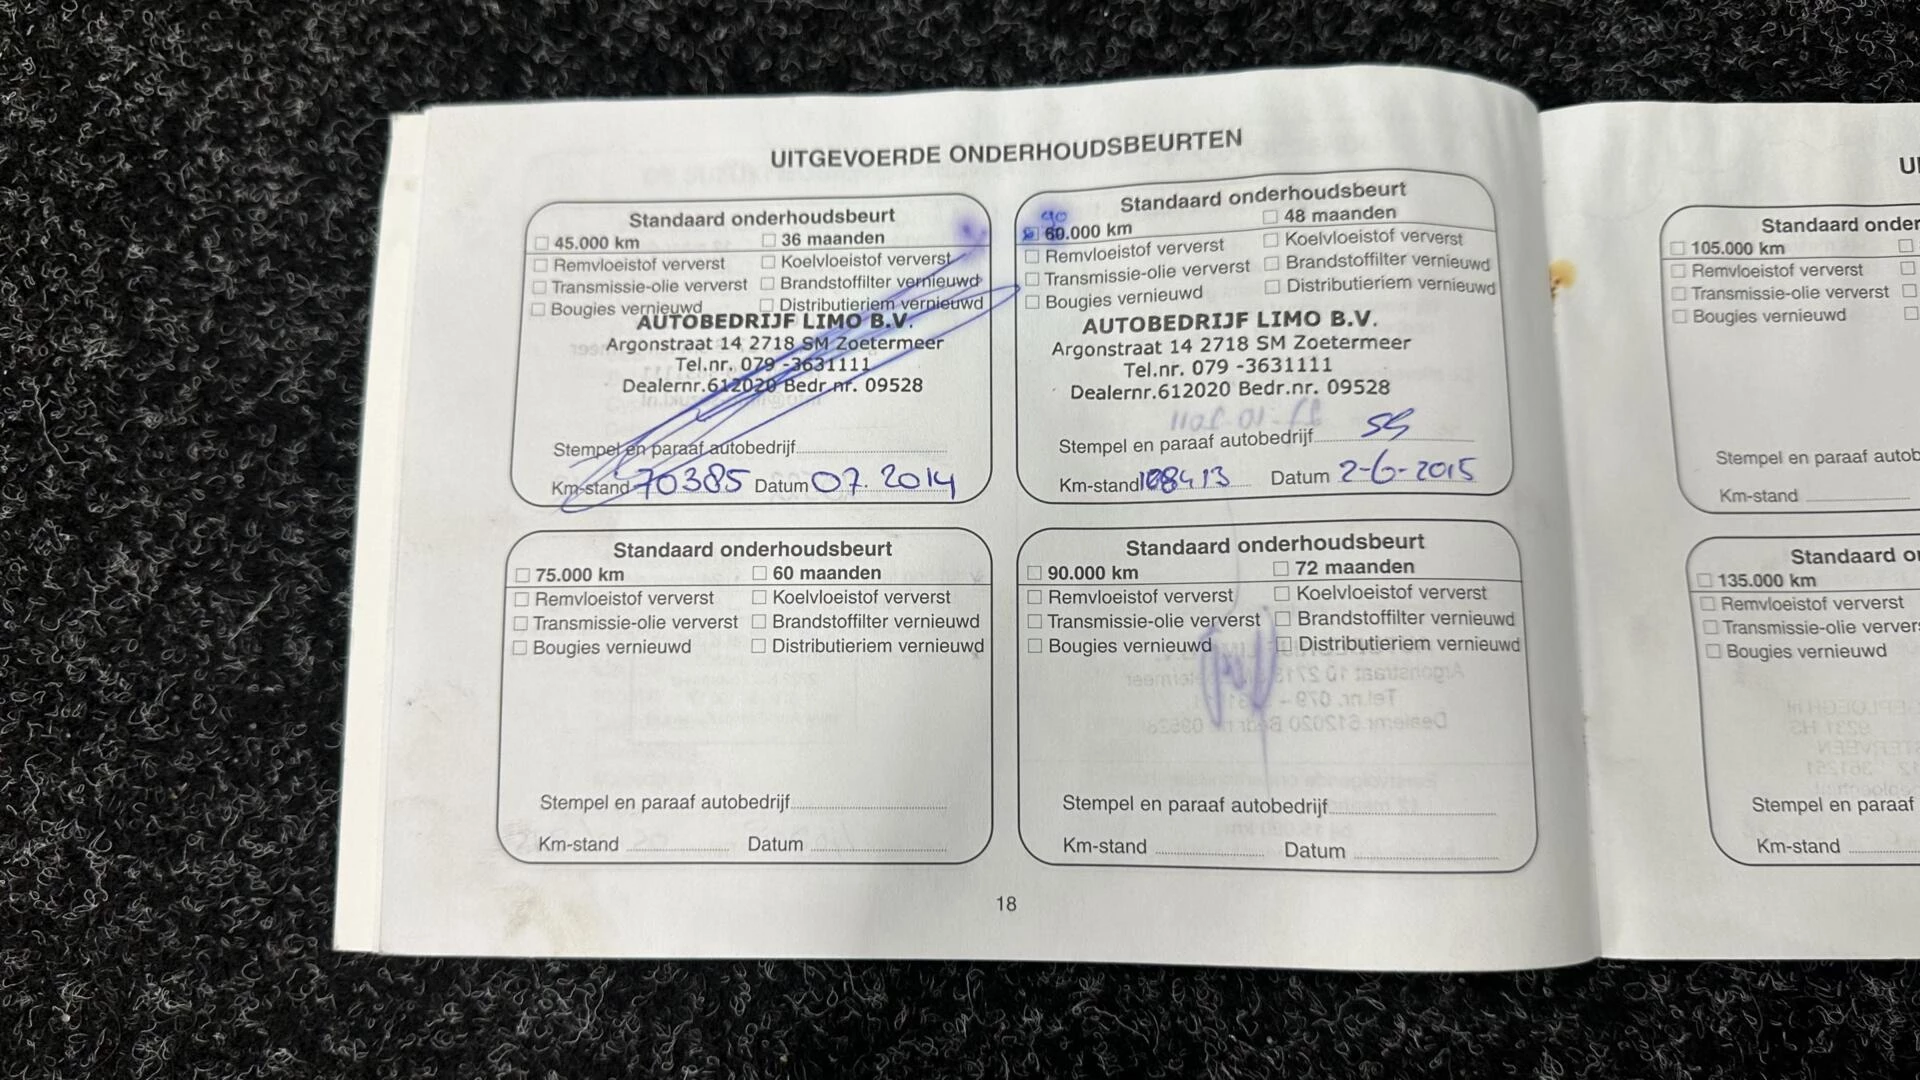 UITGEVOERDE ONDERHOUDSBEURTEN
Standaard onderhoudsbeurt
45.000 km 36 maanden
Remvloeistof ververst Koelvloeistof ververst
Transmissie-olie ververst Brandstoffilter vernieuwd
Bougies vernieuwd Distributieriem vernieuwd
AUTOBEDRIJF LIMO B.V.
Argonstraat 14 2718 SM Zoetermeer
Tel.nr. 079 -3631111
Dealernr.612020 Bedr.nr. 09528
Stempel en paraaf autobedrijf
Km-stand 70385 Datum 07.2014
Standaard onderhoudsbeurt
90
60.000 km 48 maanden
Remvloeistof ververst Koelvloeistof ververst
Transmissie-olie ververst Brandstoffilter vernieuwd
Bougies vernieuwd Distributieriem vernieuwd
AUTOBEDRIJF LIMO B.V.
Argonstraat 14 2718 SM Zoetermeer
Tel.nr. 079 -3631111
Dealernr.612020 Bedr.nr. 09528
Stempel en paraaf autobedrijf
Km-stand 108413 Datum 2-6-2015
Standaard onderhoudsbeurt
75.000 km 60 maanden
Remvloeistof ververst Koelvloeistof ververst
Transmissie-olie ververst Brandstoffilter vernieuwd
Bougies vernieuwd Distributieriem vernieuwd
Stempel en paraaf autobedrijf
Km-stand Datum
Standaard onderhoudsbeurt
90.000 km 72 maanden
Remvloeistof ververst Koelvloeistof ververst
Transmissie-olie ververst Brandstoffilter vernieuwd
Bougies vernieuwd Distributieriem vernieuwd
Stempel en paraaf autobedrijf
Km-stand Datum
18
Standaard onder
105.000 km
Remvloeistof ververst
Transmissie-olie ververst
Bougies vernieuwd
Stempel en paraaf autob
Km-stand
Standaard o
135.000 km
Remvloeistof ververst
Transmissie-olie ververs
Bougies vernieuwd
Stempel en paraaf
Km-stand